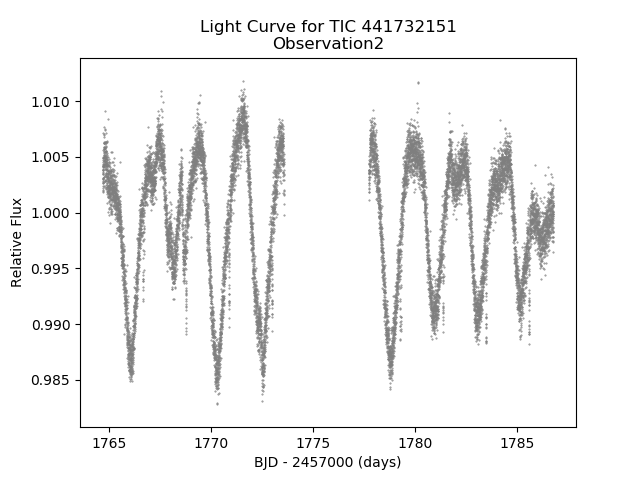 Light Curve for TIC 441732151
Observation2
1.010
1.005
1.000
0.995
0.990
0.985
Relative Flux
1765
1770
1775
1780
1785
BJD - 2457000 (days)